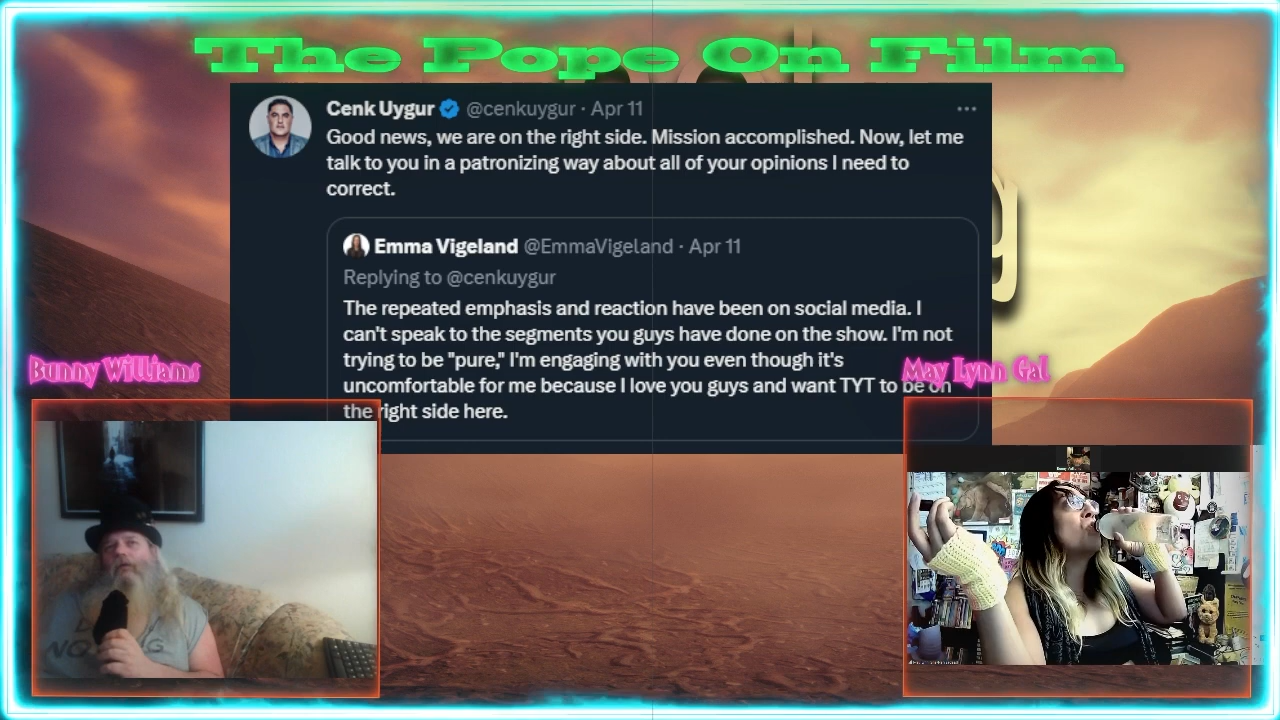 The Pope On Film
Cenk Uygur @cenkuygur · Apr 11
Good news, we are on the right side. Mission accomplished. Now, let me
talk to you in a patronizing way about all of your opinions I need to
correct.
Emma Vigeland @EmmaVigeland · Apr 11
Replying to @cenkuygur
The repeated emphasis and reaction have been on social media. I
can't speak to the segments you guys have done on the show. I'm not
trying to be "pure," I'm engaging with you even though it's
uncomfortable for me because I love you guys and want TYT to be on
the right side here.
g
Bunny Williams
May Lynn Gal